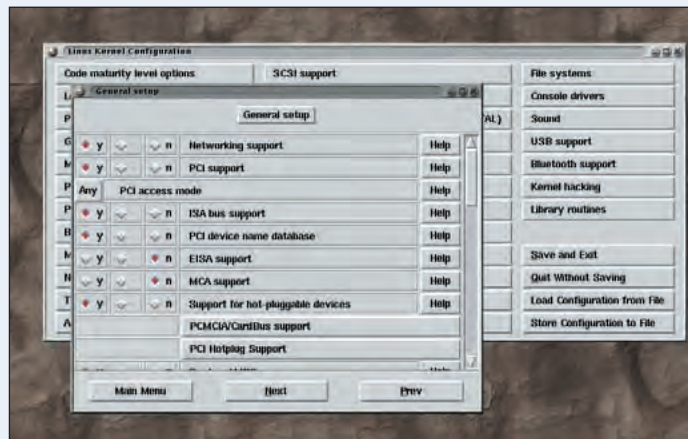 Linux Kernel Configuration
Code maturity level options
SCSI support
File systems
Console drivers
Sound
USB support
Bluetooth support
Kernel hacking
Library routines
Save and Exit
Quit Without Saving
Load Configuration from File
Store Configuration to File
General setup
General setup
y n Networking support Help
y n PCI support Help
Any PCI access mode Help
y n ISA bus support Help
y n PCI device name database Help
y n EISA support Help
y n MCA support Help
y n Support for hot-pluggable devices Help
PCMCIA/CardBus support
PCI Hotplug Support
Main Menu Next Prev